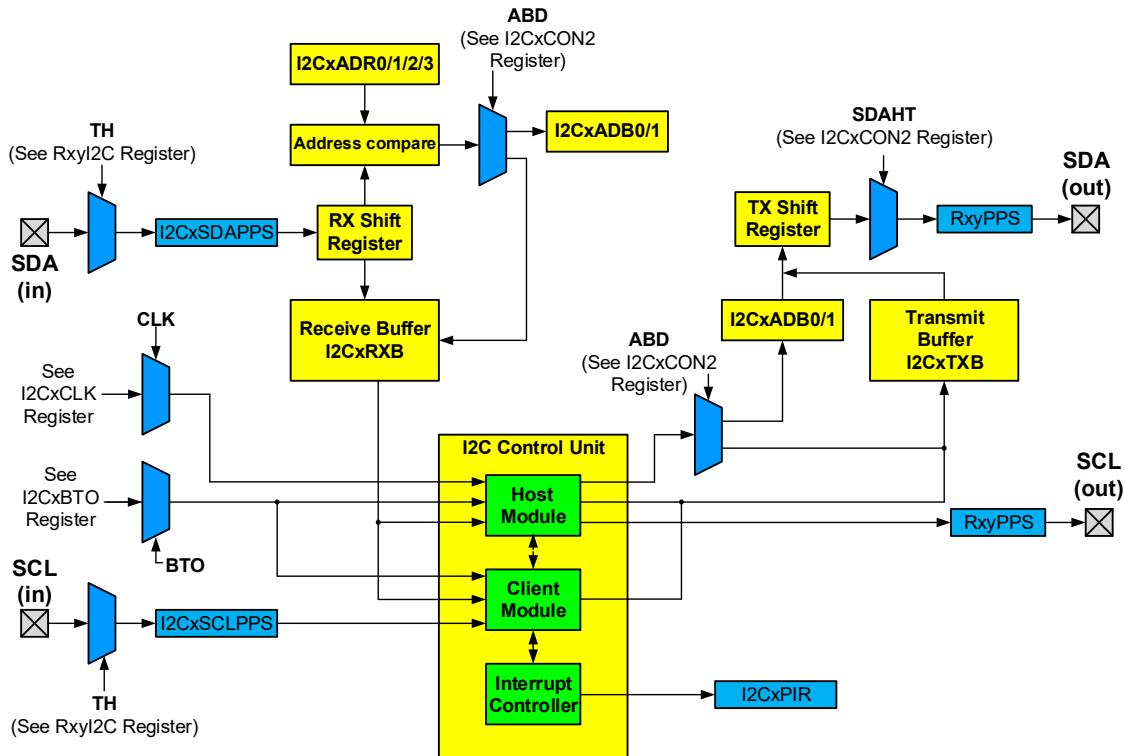 ABD
(See I2CxCON2
Register)
I2CxADR0/1/2/3
TH
(See RxyI2C Register)
Address compare
I2CxADB0/1
SDAHT
(See I2CxCON2 Register)
SDA
(out)
I2CxSDAPPS
RX Shift
Register
TX Shift
Register
RxyPPS
SDA
(in)
Receive Buffer
I2CxRXB
I2CxADB0/1
Transmit
Buffer
I2CxTXB
CLK
See
I2CxCLK
Register
ABD
(See I2CxCON2
Register)
I2C Control Unit
See
I2CxBTO
Register
Host
Module
SCL
(out)
RxyPPS
BTO
SCL
(in)
Client
Module
I2CxSCLPPS
Interrupt
Controller
I2CxPIR
TH
(See RxyI2C Register)